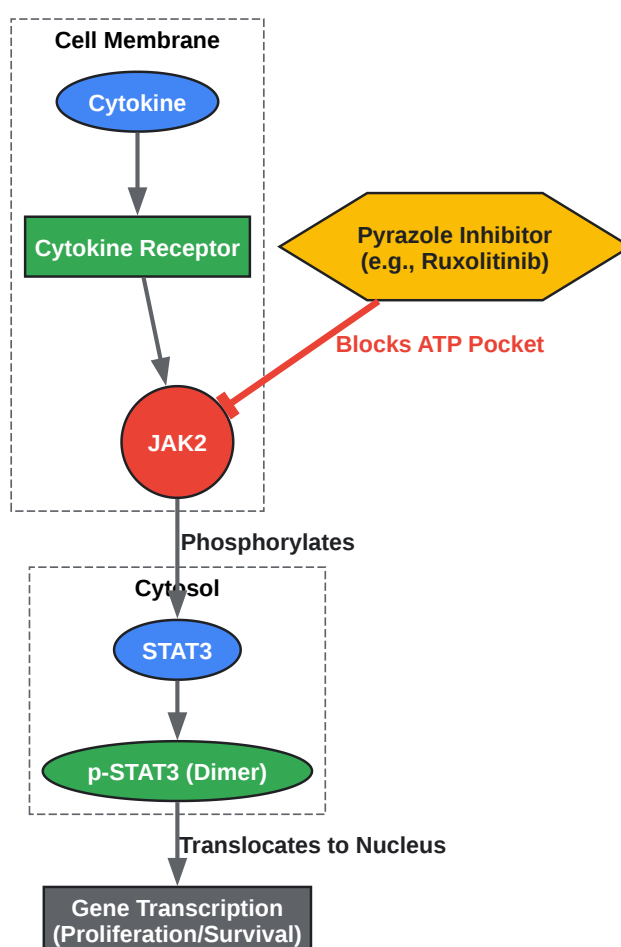 Cell Membrane
Cytokine
Cytokine Receptor
Pyrazole Inhibitor
(e.g., Ruxolitinib)
Blocks ATP Pocket
JAK2
Phosphorylates
Cytosol
STAT3
p-STAT3 (Dimer)
Translocates to Nucleus
Gene Transcription
(Proliferation/Survival)